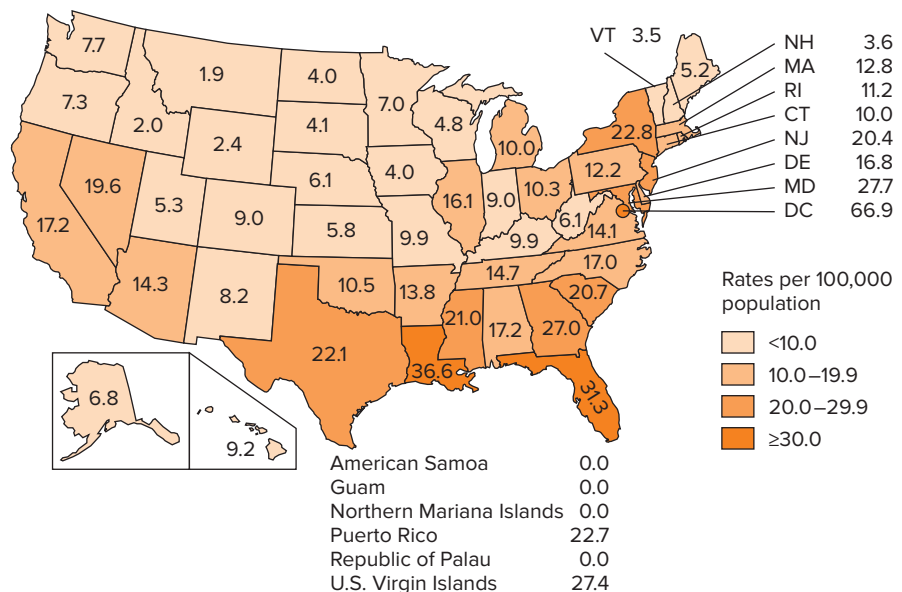 VT 3.5
NH 3.6
MA 12.8
RI 11.2
CT 10.0
NJ 20.4
DE 16.8
MD 27.7
DC 66.9
7.7
1.9
4.0
7.0
5.2
7.3
2.0
2.4
4.1
4.8
10.0
22.8
19.6
5.3
9.0
6.1
4.0
16.1
9.0
10.3
12.2
17.2
5.8
9.9
9.9
6.1
14.1
14.3
8.2
10.5
13.8
14.7
17.0
20.7
22.1
36.6
21.0
17.2
27.0
31.3
6.8
9.2
Rates per 100,000
population
<10.0
10.0–19.9
20.0–29.9
≥30.0
American Samoa 0.0
Guam 0.0
Northern Mariana Islands 0.0
Puerto Rico 22.7
Republic of Palau 0.0
U.S. Virgin Islands 27.4